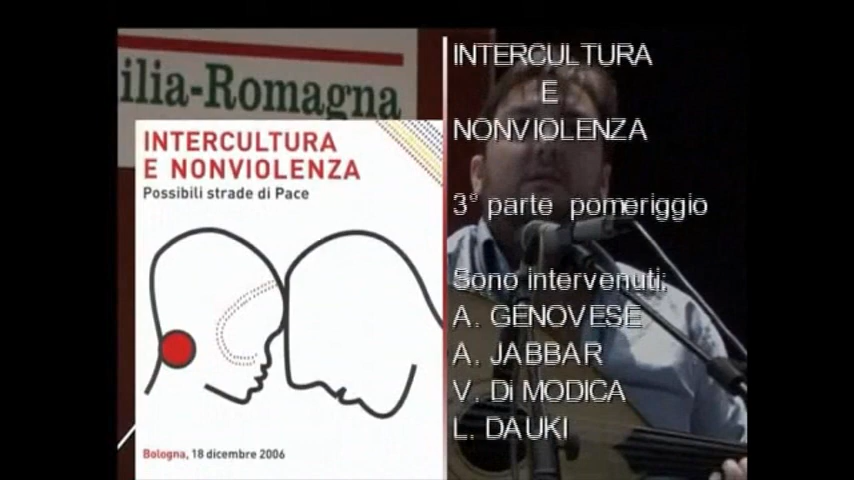 ilia-Romagna
INTERCULTURA
E NONVIOLENZA
Possibili strade di Pace
Bologna, 18 dicembre 2006
INTERCULTURA
E
NONVIOLENZA
3° parte pomeriggio
Sono intervenuti:
A. GENOVESE
A. JABBAR
V. Di MODICA
L. DAUKI